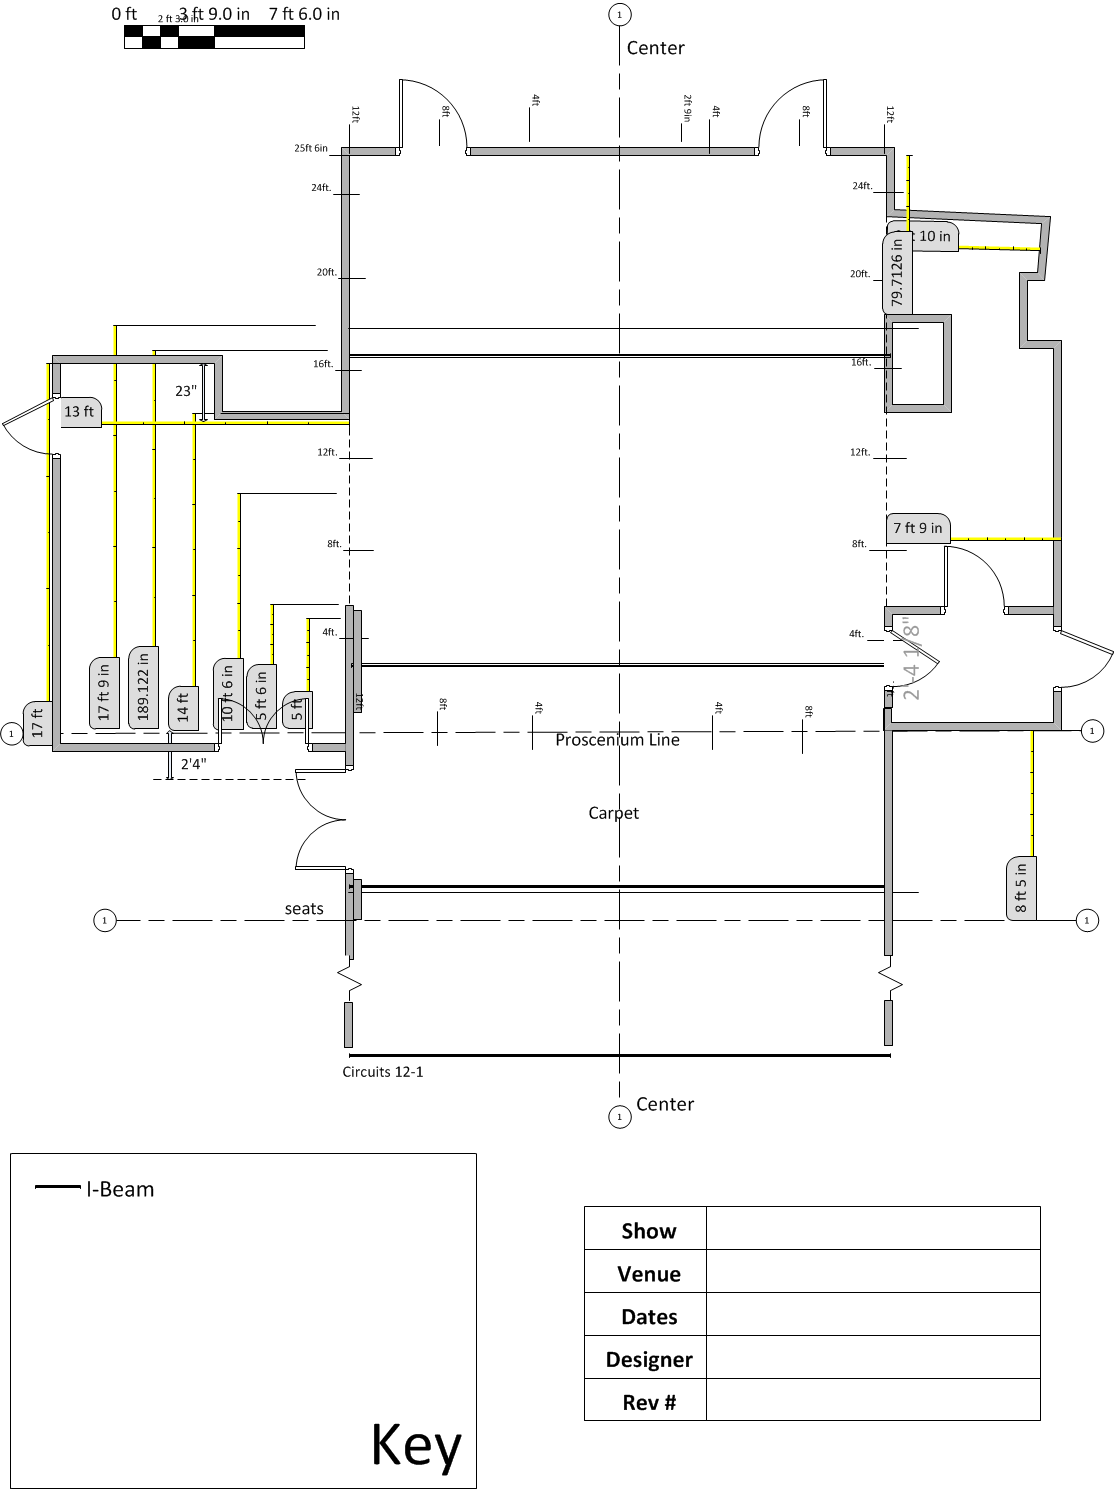 0 ft 3 ft 9.0 in 7 ft 6.0 in
2 ft 3.0 in
1
Center
12ft 8ft 4ft 2ft 9in 4ft 8ft 12ft
25ft 6in
24ft. 24ft.
10 in
79.7126 in
20ft. 20ft.
16ft. 16ft.
23"
13 ft
12ft. 12ft.
7 ft 9 in
8ft. 8ft.
4ft. 4ft.
2'-4 1/8"
17 ft
17 ft 9 in
189.122 in
14 ft
10 ft 6 in
5 ft 6 in
5 ft
12ft 8ft 4ft 4ft 8ft
1 1
Proscenium Line
2'4"
Carpet
8 ft 5 in
seats
1 1
Circuits 12-1
1
Center
I-Beam
Key
Show
Venue
Dates
Designer
Rev #